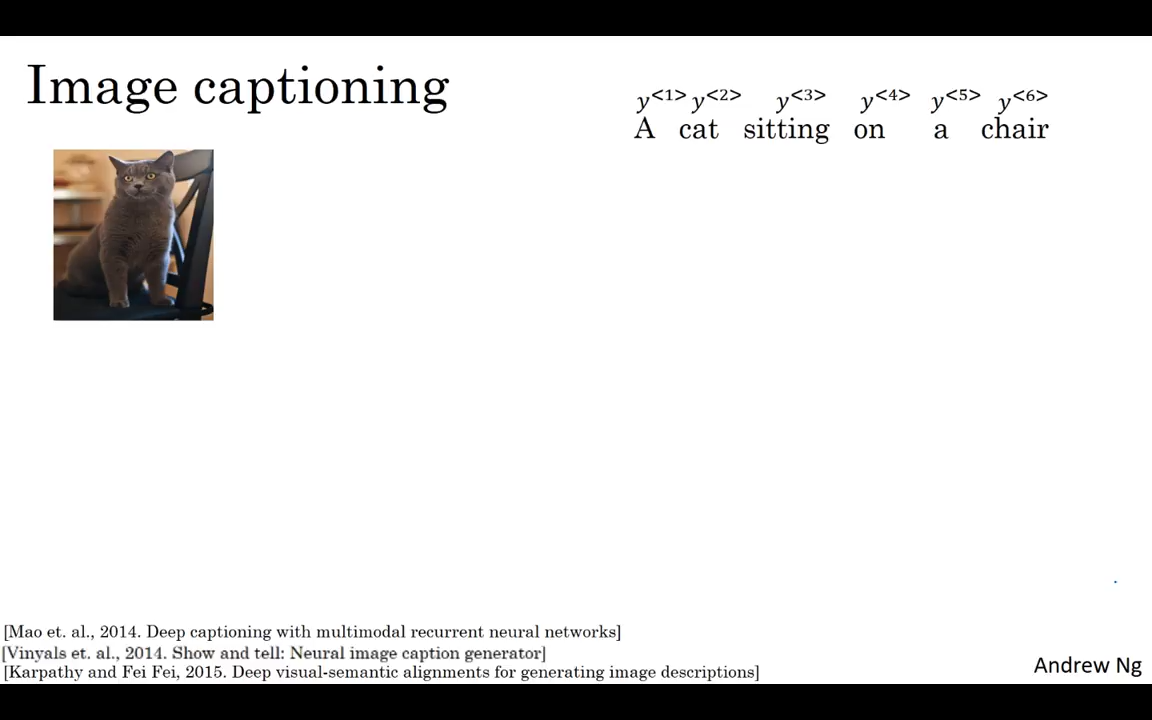 Image captioning
y<1> y<2> y<3> y<4> y<5> y<6>
A cat sitting on a chair
[Mao et. al., 2014. Deep captioning with multimodal recurrent neural networks]
[Vinyals et. al., 2014. Show and tell: Neural image caption generator]
[Karpathy and Fei Fei, 2015. Deep visual-semantic alignments for generating image descriptions]
Andrew Ng